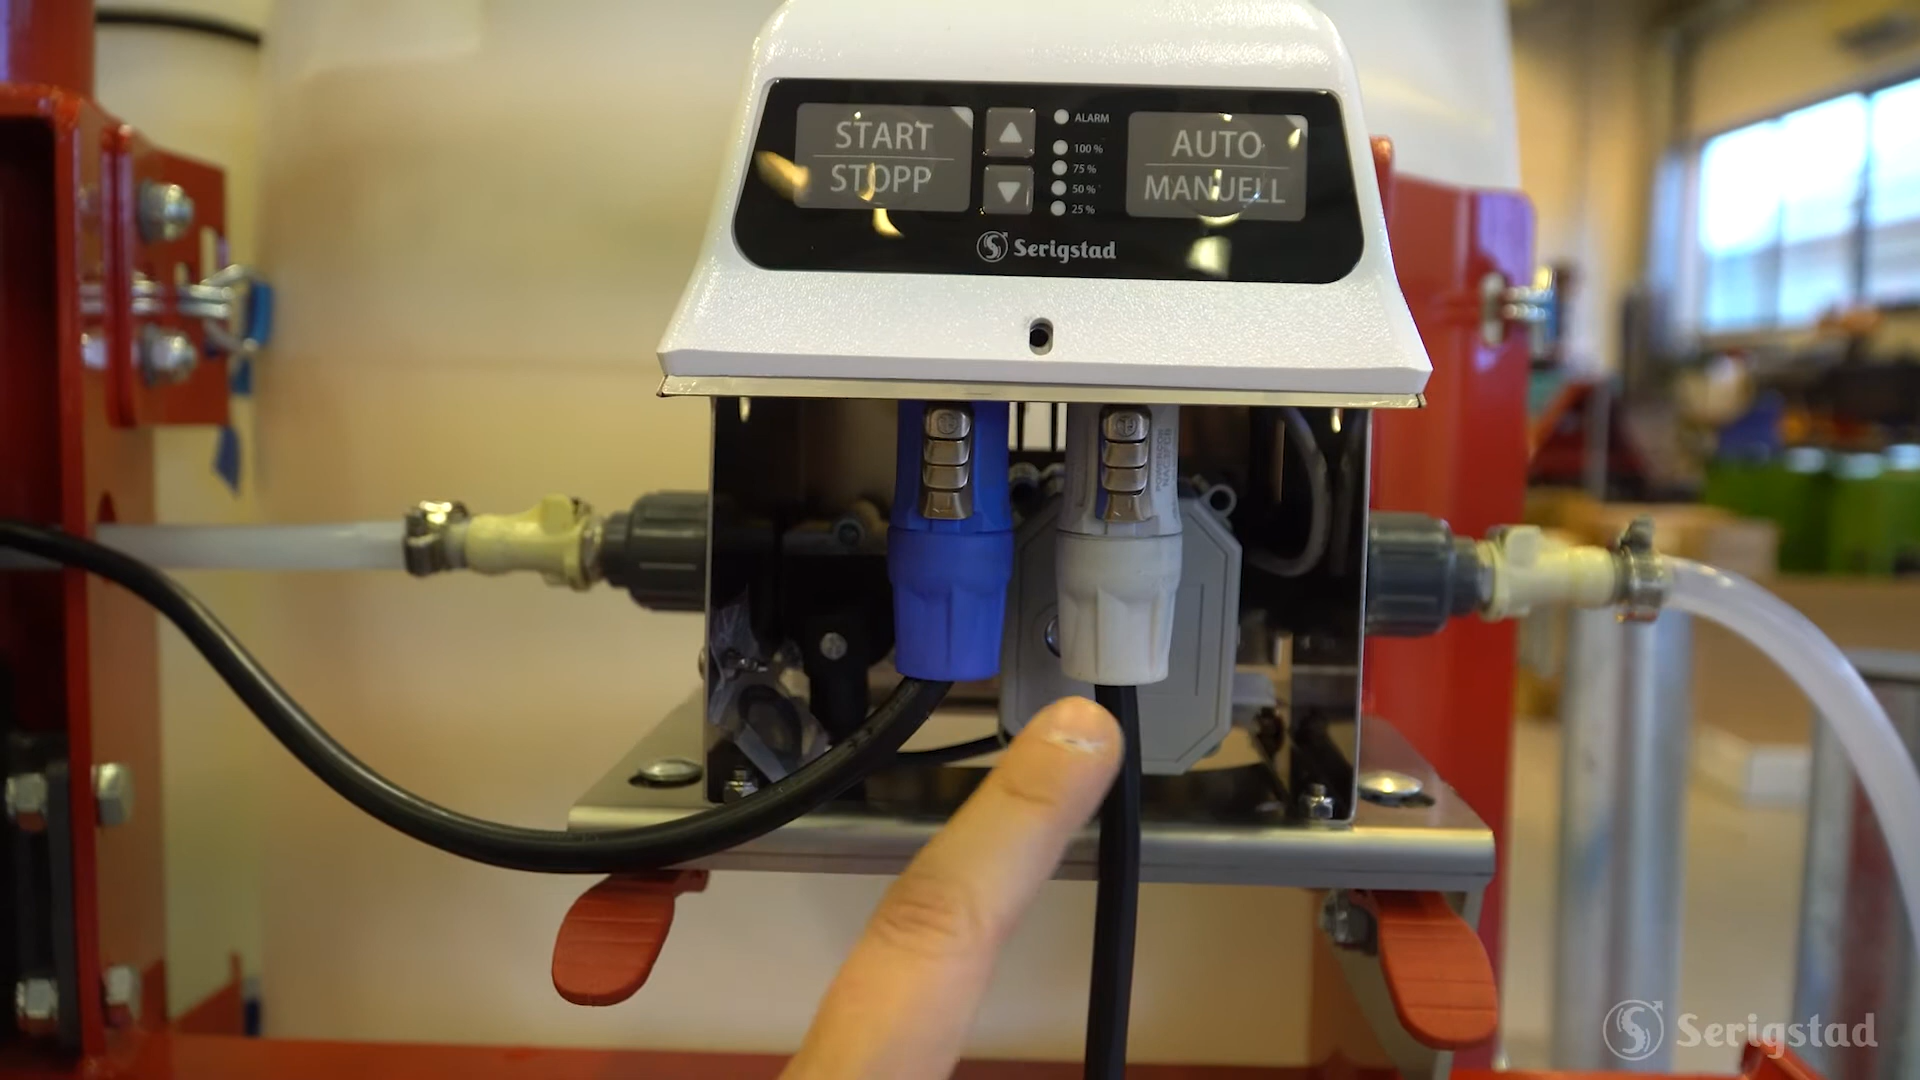 START
STOPP
ALARM
100 %
75 %
50 %
25 %
AUTO
MANUELL
Serigstad
Serigstad